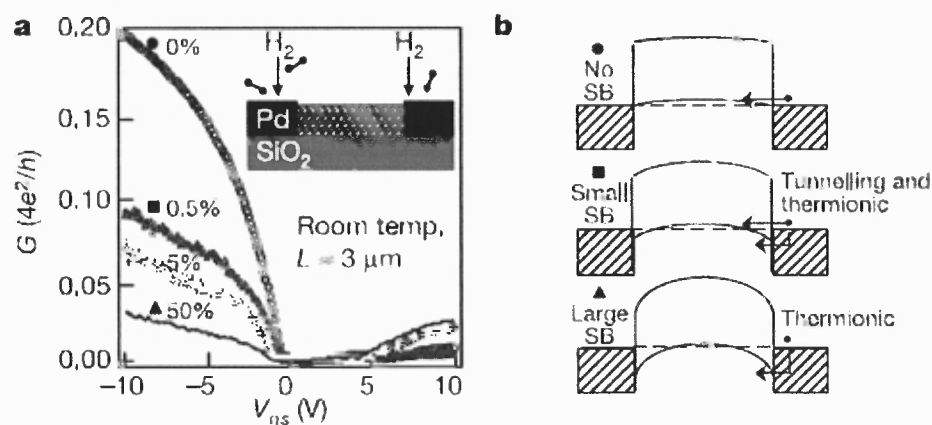 a
G (4e²/h)
0,20
0,15
0,10
0,05
0,00
0%
0,5%
5%
50%
H₂
H₂
Pd
SiO₂
Room temp,
L = 3 μm
−10
−5
0
5
10
V_gs (V)
b
No
SB
Small
SB
Tunnelling and
thermionic
Large
SB
Thermionic